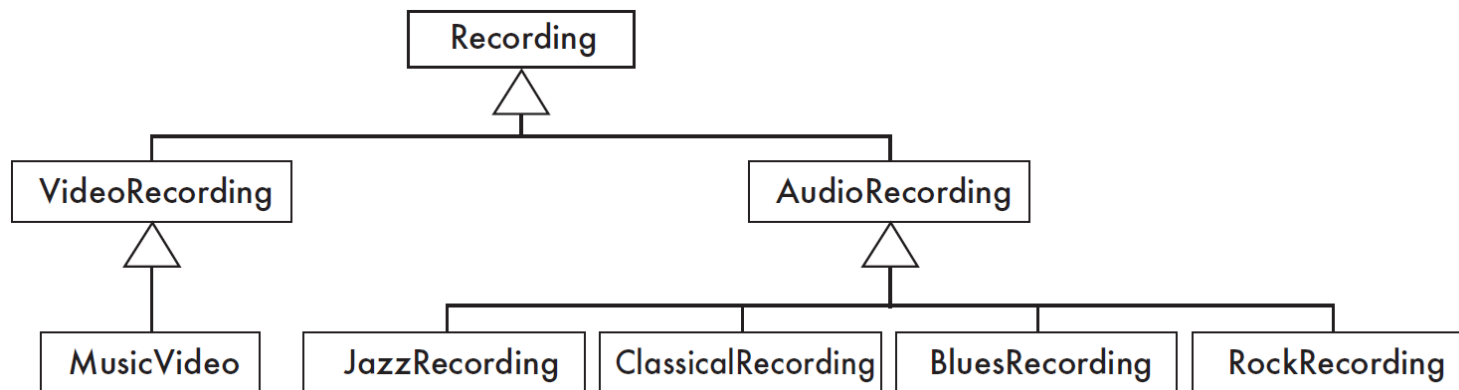 Recording
VideoRecording
AudioRecording
MusicVideo
JazzRecording
ClassicalRecording
BluesRecording
RockRecording